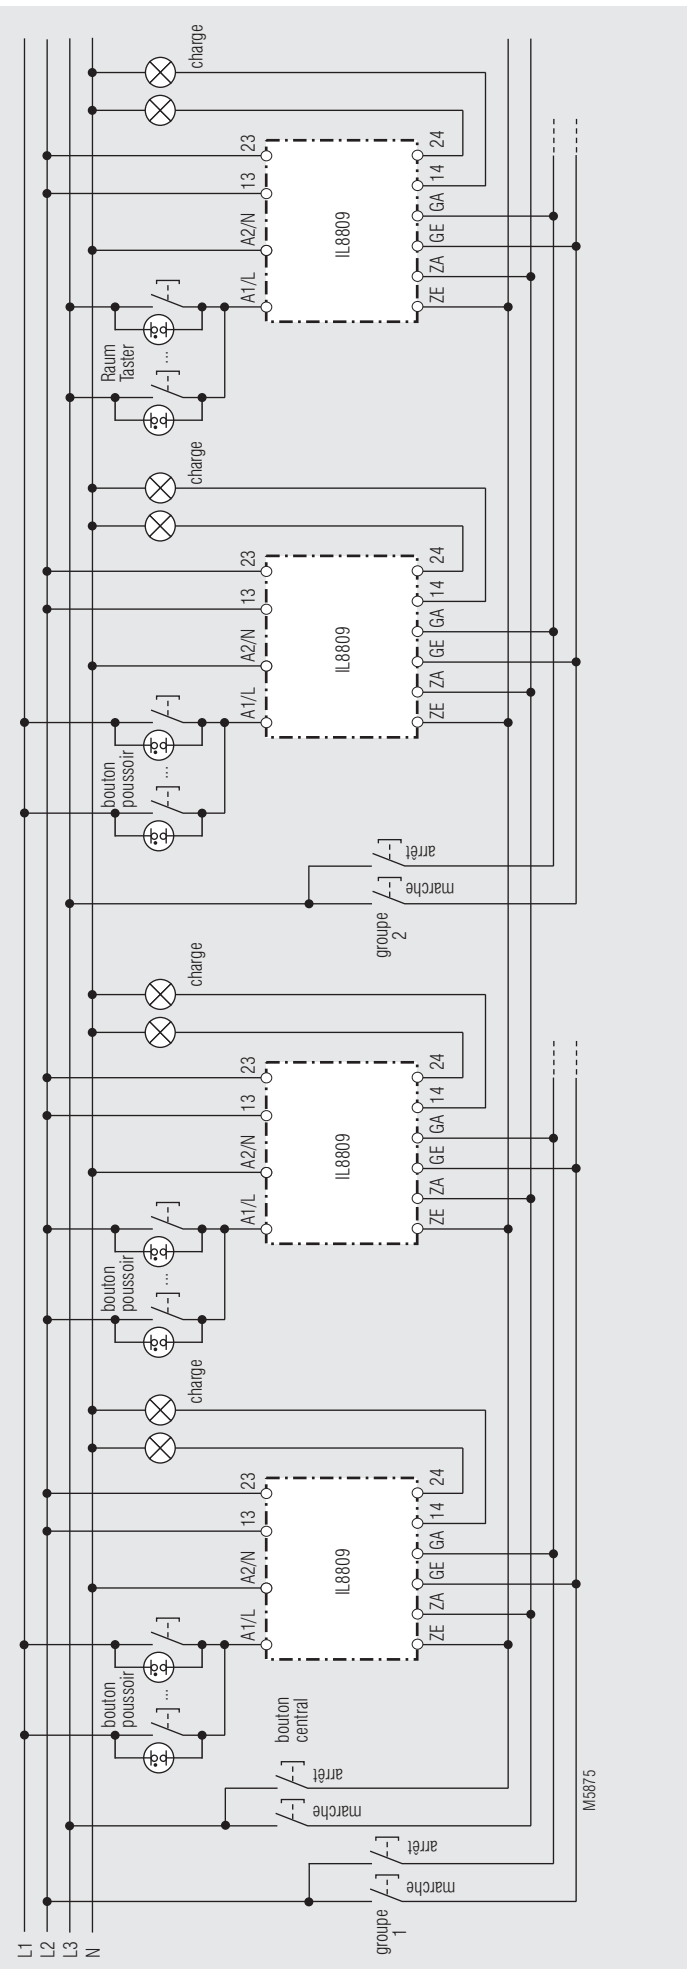 L1
L2
L3
N
groupe
1
marche
arrêt
marche
arrêt
bouton
central
M5875
bouton
poussoir
...
A1/L
A2/N
13
23
charge
IL8809
ZE
ZA
GE
GA
14
24
bouton
poussoir
...
A1/L
A2/N
13
23
charge
IL8809
ZE
ZA
GE
GA
14
24
groupe
2
marche
arrêt
bouton
poussoir
...
A1/L
A2/N
13
23
charge
IL8809
ZE
ZA
GE
GA
14
24
Raum
Taster
...
A1/L
A2/N
13
23
charge
IL8809
ZE
ZA
GE
GA
14
24